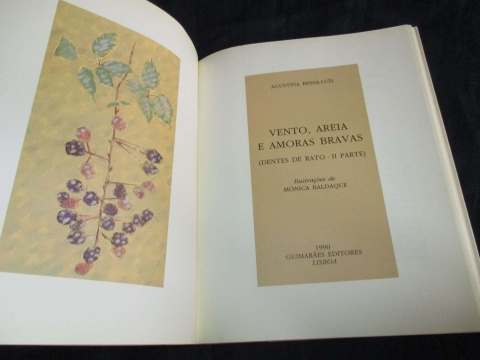 AGUSTINA BESSA-LUÍS
VENTO, AREIA
E AMORAS BRAVAS
(DENTES DE RATO - II PARTE)
Ilustrações de
MÓNICA BALDAQUE
1990
GUIMARÃES EDITORES
LISBOA